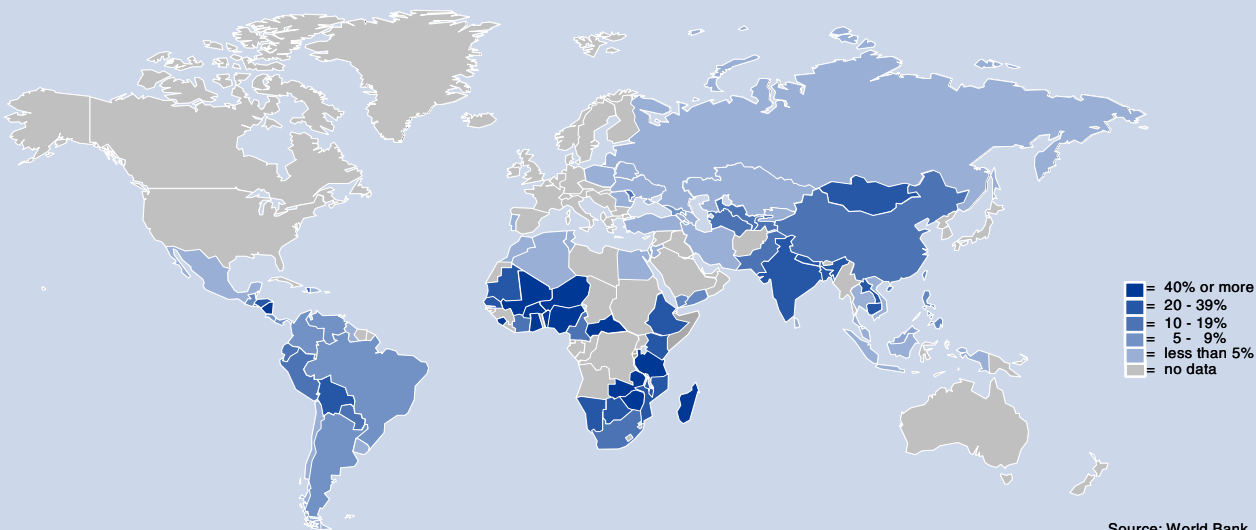 = 40% or more
= 20 - 39%
= 10 - 19%
= 5 - 9%
= less than 5%
= no data
Source: World Bank